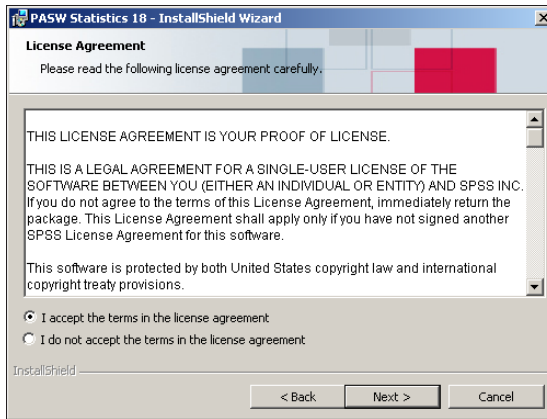 PASW Statistics 18 - InstallShield Wizard
License Agreement
Please read the following license agreement carefully.
THIS LICENSE AGREEMENT IS YOUR PROOF OF LICENSE.
THIS IS A LEGAL AGREEMENT FOR A SINGLE-USER LICENSE OF THE
SOFTWARE BETWEEN YOU (EITHER AN INDIVIDUAL OR ENTITY) AND SPSS INC.
If you do not agree to the terms of this License Agreement, immediately return the
package. This License Agreement shall apply only if you have not signed another
SPSS License Agreement for this software.
This software is protected by both United States copyright law and international
copyright treaty provisions.
I accept the terms in the license agreement
I do not accept the terms in the license agreement
InstallShield
< Back
Next >
Cancel